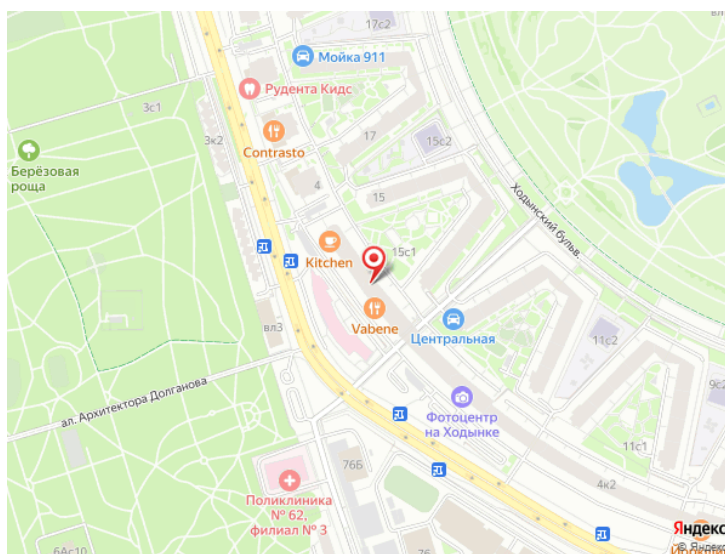 17с2
Мойка 911
Рудента Кидс
3с1
3к2
Contrasto
17
15с2
Берёзовая
роща
4
15
Ходынский бульв.
15с1
Kitchen
Vabene
Центральная
вл3
11с2
ал. Архитектора Долганова
9с2
Фотоцентр
на Ходынке
11с1
76Б
Поликлиника
№ 62,
филиал № 3
4к2
6Ас10
76
Яндекс
© Яндекс